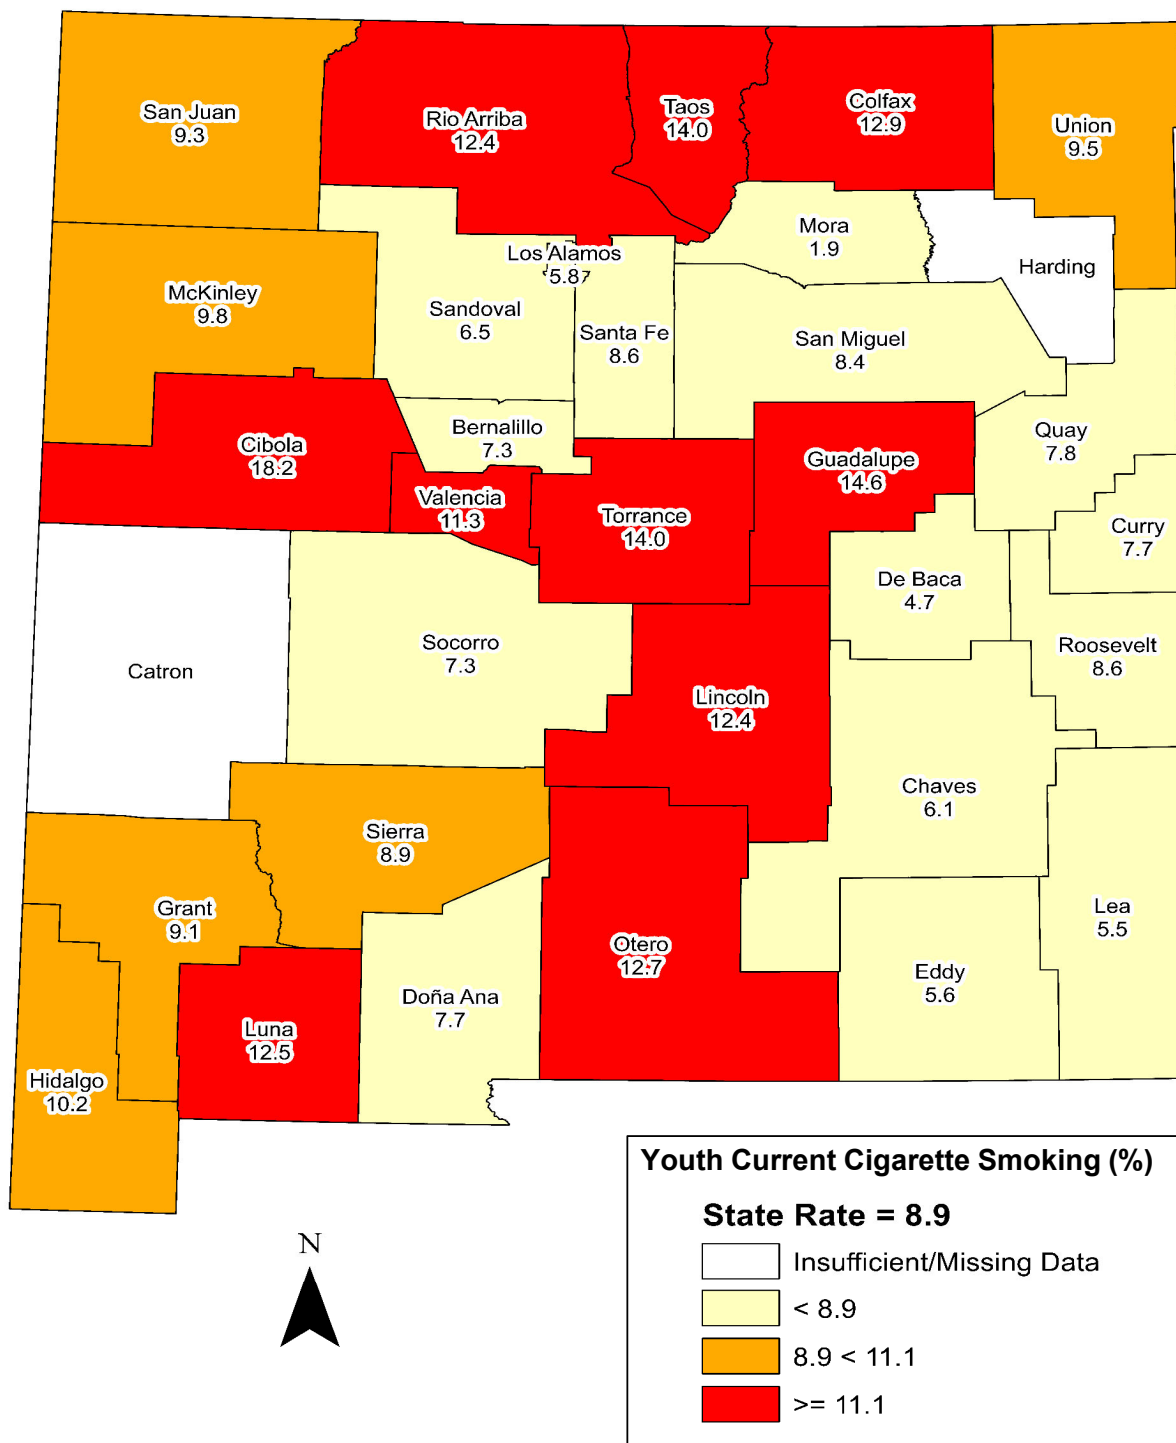 San Juan
9.3
Rio Arriba
12.4
Taos
14.0
Colfax
12.9
Union
9.5
Mora
1.9
Harding
Los Alamos
5.8
McKinley
9.8
Sandoval
6.5
Santa Fe
8.6
San Miguel
8.4
Cibola
18.2
Bernalillo
7.3
Quay
7.8
Guadalupe
14.6
Valencia
11.3
Torrance
14.0
Curry
7.7
De Baca
4.7
Catron
Socorro
7.3
Roosevelt
8.6
Lincoln
12.4
Chaves
6.1
Sierra
8.9
Grant
9.1
Lea
5.5
Otero
12.7
Eddy
5.6
Doña Ana
7.7
Luna
12.5
Hidalgo
10.2
Youth Current Cigarette Smoking (%)
State Rate = 8.9
Insufficient/Missing Data
< 8.9
8.9 < 11.1
>= 11.1
N